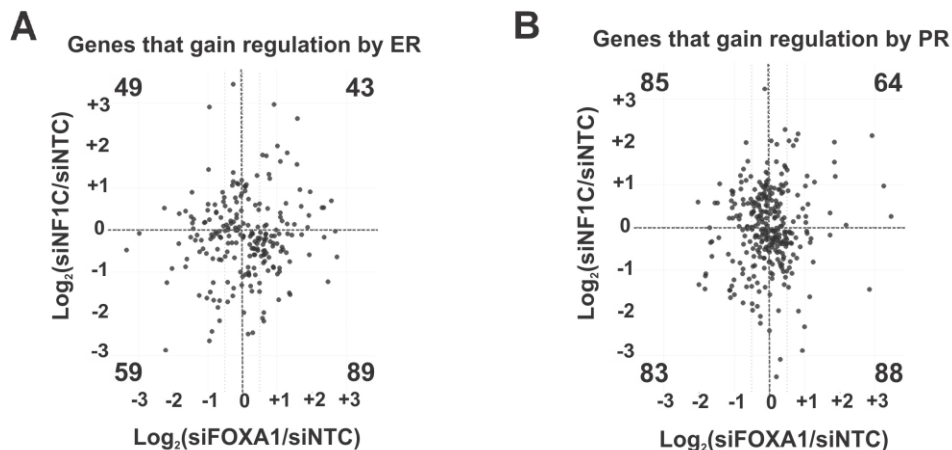 A
Genes that gain regulation by ER
49
43
+3
+2
+1
0
-1
-2
-3
59
89
-3 -2 -1 0 +1 +2 +3
Log₂(siNF1C/siNTC)
Log₂(siFOXA1/siNTC)
B
Genes that gain regulation by PR
85
64
+3
+2
+1
0
-1
-2
-3
83
88
-3 -2 -1 0 +1 +2 +3
Log₂(siNF1C/siNTC)
Log₂(siFOXA1/siNTC)